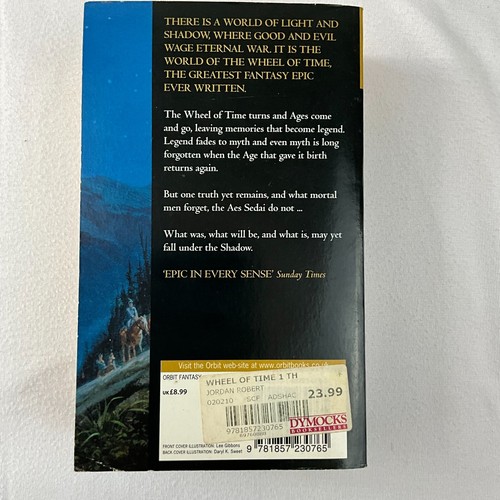 THERE IS A WORLD OF LIGHT AND
SHADOW, WHERE GOOD AND EVIL
WAGE ETERNAL WAR. IT IS THE
WORLD OF THE WHEEL OF TIME,
THE GREATEST FANTASY EPIC
EVER WRITTEN.
The Wheel of Time turns and Ages come
and go, leaving memories that become legend.
Legend fades to myth and even myth is long
forgotten when the Age that gave it birth
returns again.
But one truth yet remains, and what mortal
men forget, the Aes Sedai do not ...
What was, what will be, and what is, may yet
fall under the Shadow.
'EPIC IN EVERY SENSE' Sunday Times
Visit the Orbit web-site at www.orbitbooks.co.uk
ORBIT FANTASY
UK £8.99
WHEEL OF TIME 1 TH
JORDAN ROBERT
020210 SCF ADSHAC 23.99
9781857230765
DYMOCKS
BOOKSELLERS
FRONT COVER ILLUSTRATION: Lee Gibbons
BACK COVER ILLUSTRATION: Daryl K. Sweet
9 781857 230765